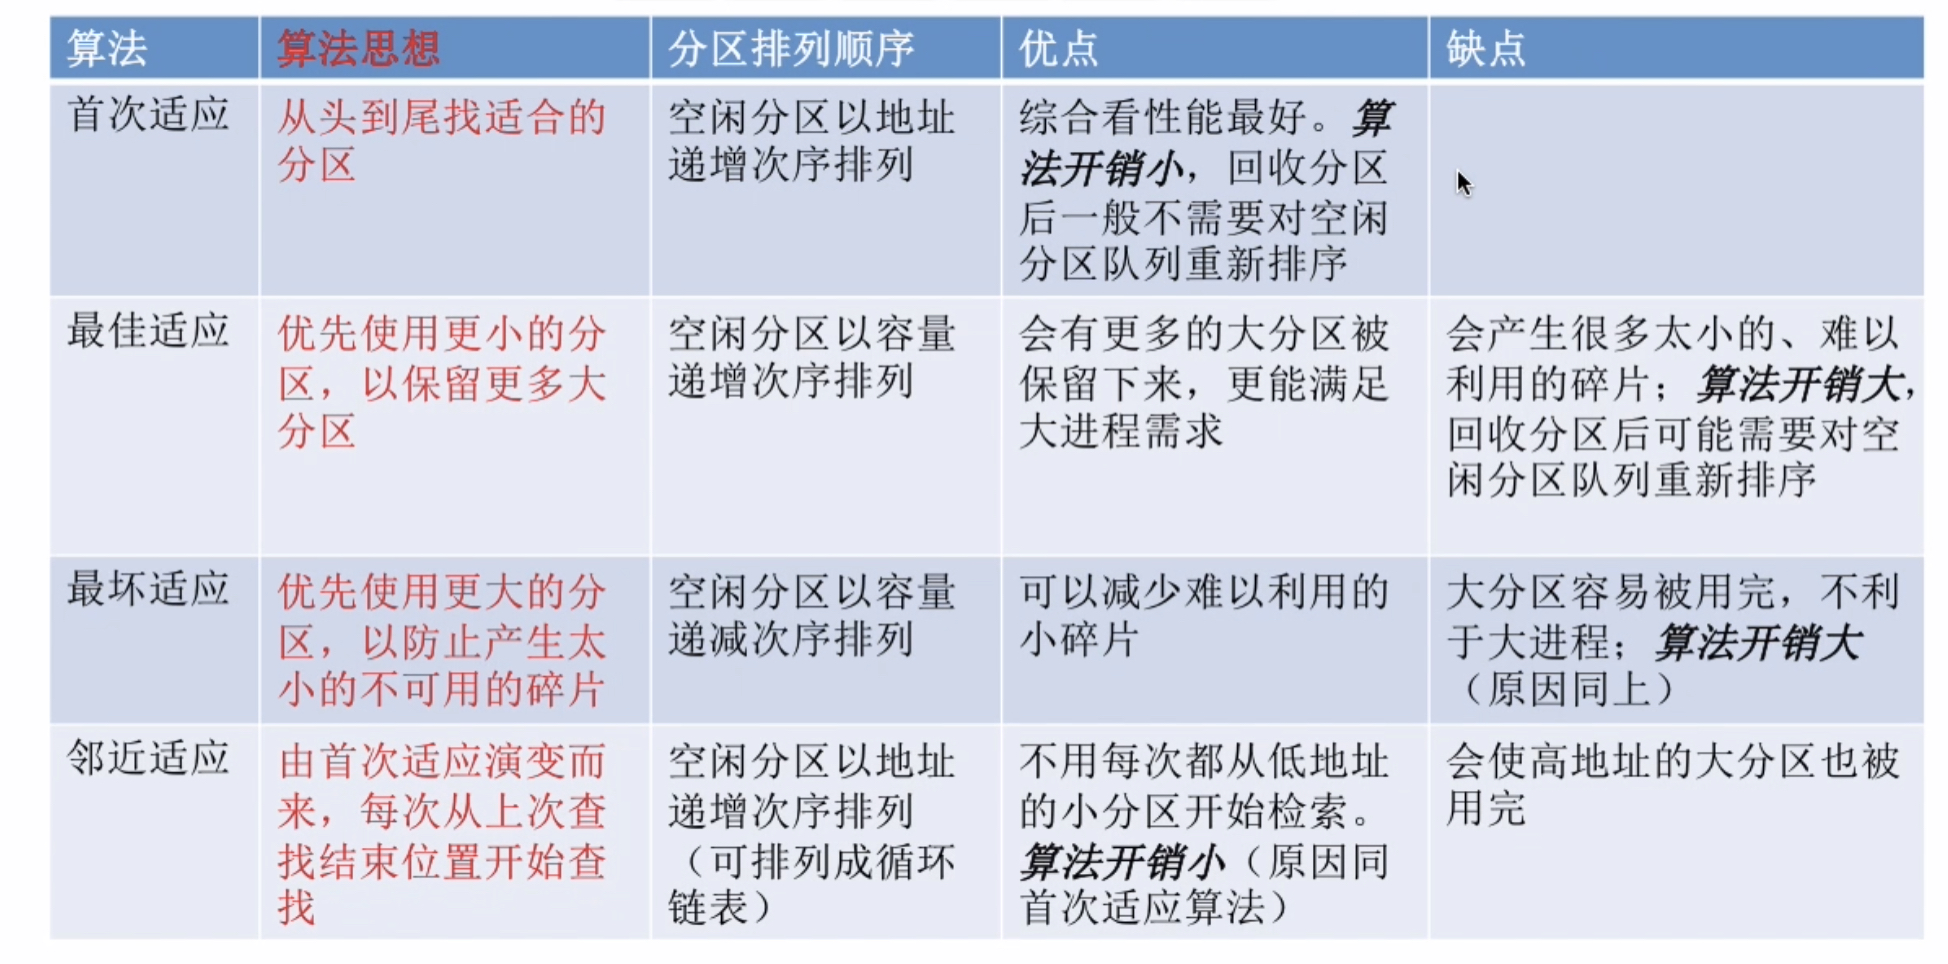 算法
算法思想
分区排列顺序
优点
缺点
首次适应
从头到尾找适合的
分区
空闲分区以地址
递增次序排列
综合看性能最好。算
法开销小，回收分区
后一般不需要对空闲
分区队列重新排序
最佳适应
优先使用更小的分
区，以保留更多大
分区
空闲分区以容量
递增次序排列
会有更多的大分区被
保留下来，更能满足
大进程需求
会产生很多太小的、难以
利用的碎片；算法开销大，
回收分区后可能需要对空
闲分区队列重新排序
最坏适应
优先使用更大的分
区，以防止产生太
小的不可用的碎片
空闲分区以容量
递减次序排列
可以减少难以利用的
小碎片
大分区容易被用完，不利
于大进程；算法开销大
（原因同上）
邻近适应
由首次适应演变而
来，每次从上次查
找结束位置开始查
找
空闲分区以地址
递增次序排列
（可排列成循环
链表）
不用每次都从低地址
的小分区开始检索。
算法开销小（原因同
首次适应算法）
会使高地址的大分区也被
用完